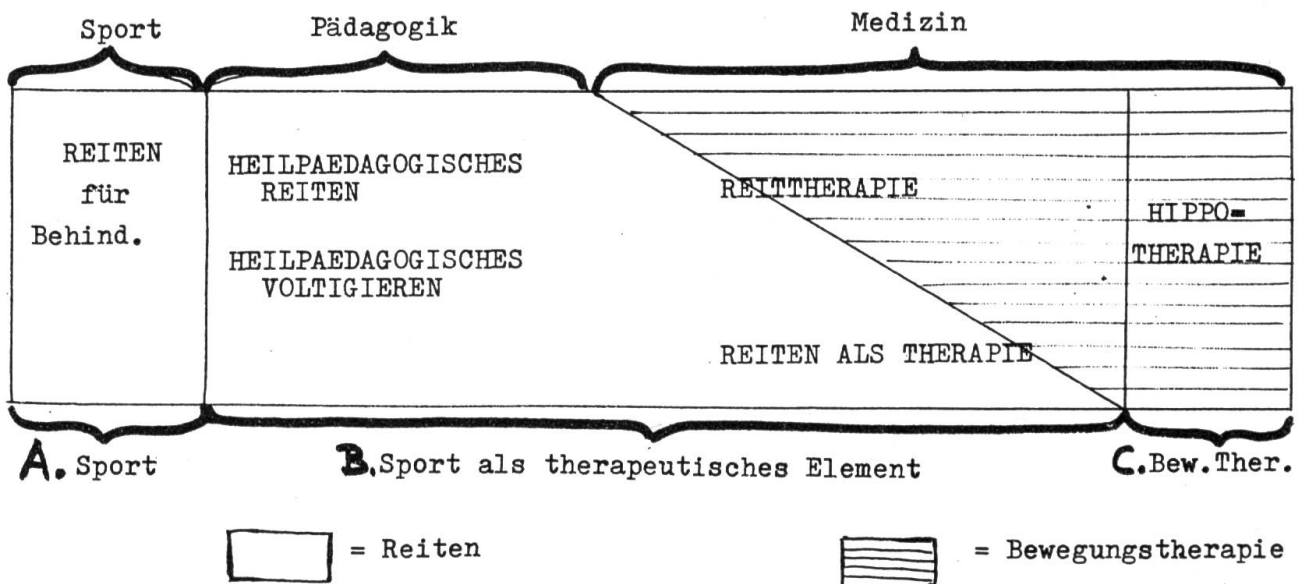 Sport
Pädagogik
Medizin
REITEN
für
Behind.
HEILPAEDAGOGISCHES
REITEN
HEILPAEDAGOGISCHES
VOLTIGIEREN
REITTHERAPIE
REITEN ALS THERAPIE
HIPPO-
THERAPIE
A. Sport
B. Sport als therapeutisches Element
C. Bew. Ther.
= Reiten
= Bewegungstherapie